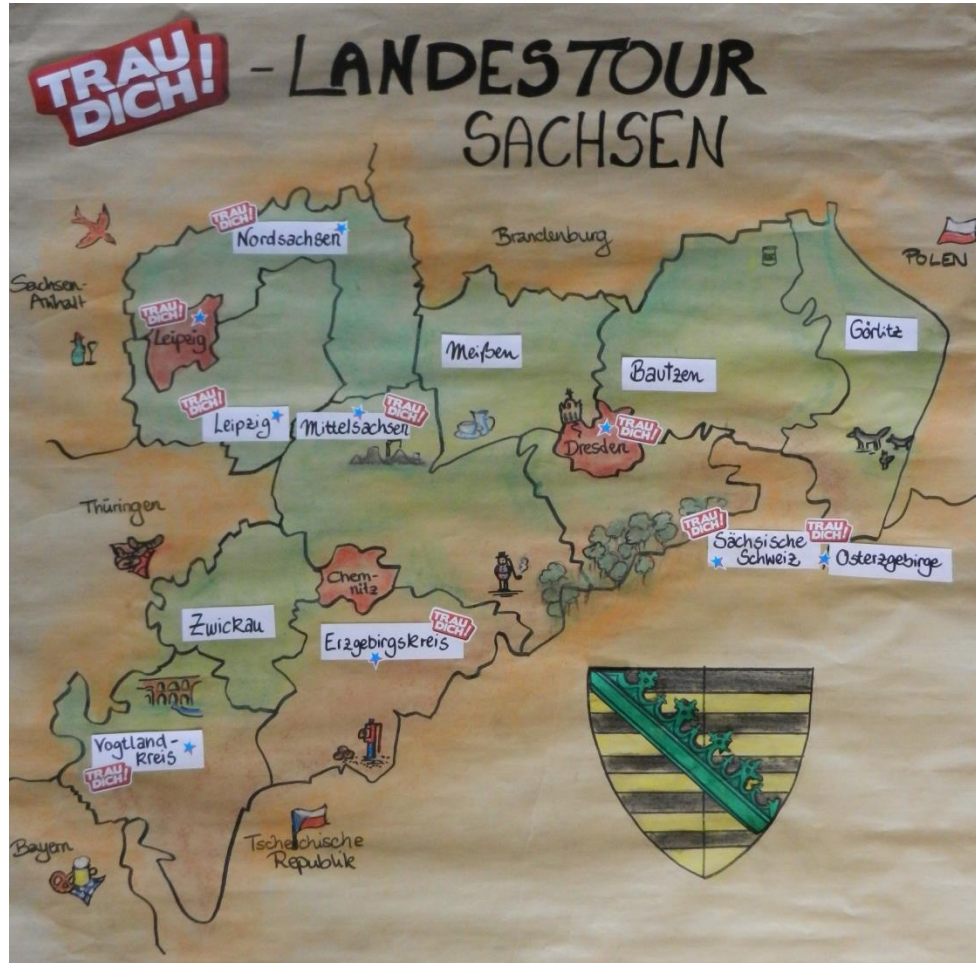 TRAU
DICH!
- LANDESTOUR
SACHSEN
TRAU
DICH!
Nordsachsen
Brandenburg
POLEN
Sachsen-
Anhalt
TRAU
DICH!
Leipzig
Meißen
Bautzen
Görlitz
TRAU
DICH!
Leipzig
TRAU
DICH!
Mittelsachsen
TRAU
DICH!
Dresden
Thüringen
TRAU
DICH!
Sächsische
Schweiz
TRAU
DICH!
Osterzgebirge
Chem-
nitz
Zwickau
TRAU
DICH!
Erzgebirgskreis
Vogtland-
kreis
TRAU
DICH!
Tschechische
Republik
Bayern